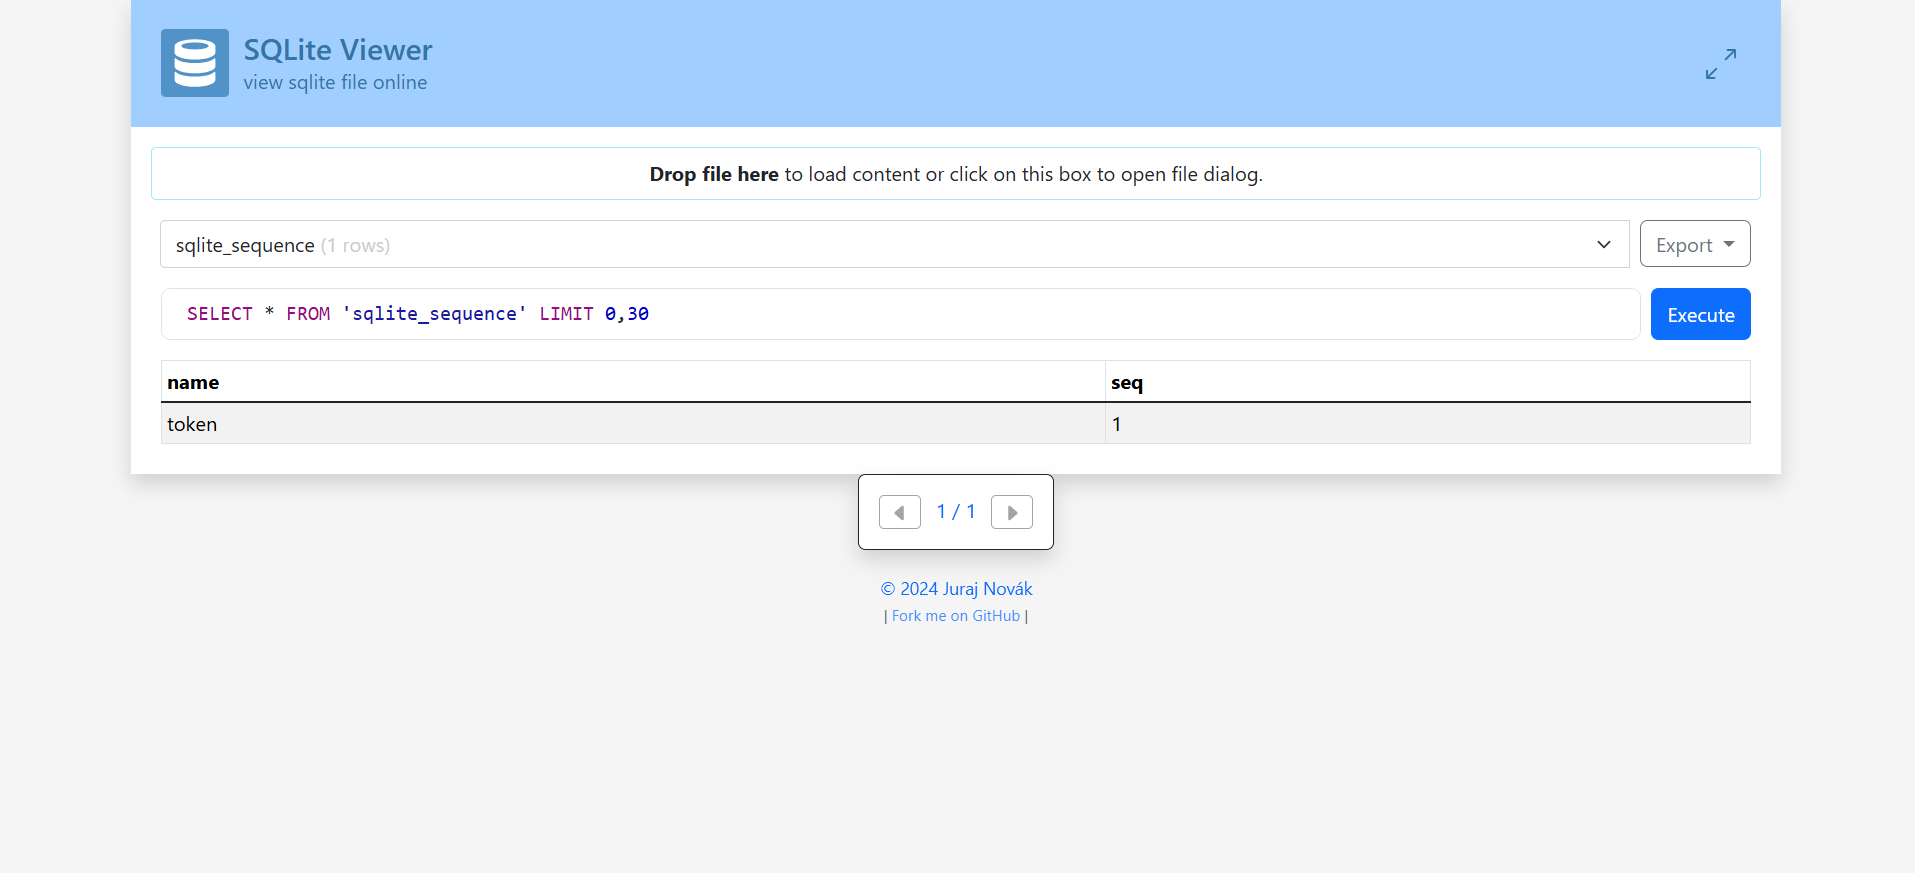 SQLite Viewer
view sqlite file online
Drop file here to load content or click on this box to open file dialog.
sqlite_sequence (1 rows)
Export
SELECT * FROM 'sqlite_sequence' LIMIT 0,30
Execute
name seq
token 1
1 / 1
© 2024 Juraj Novák
| Fork me on GitHub |